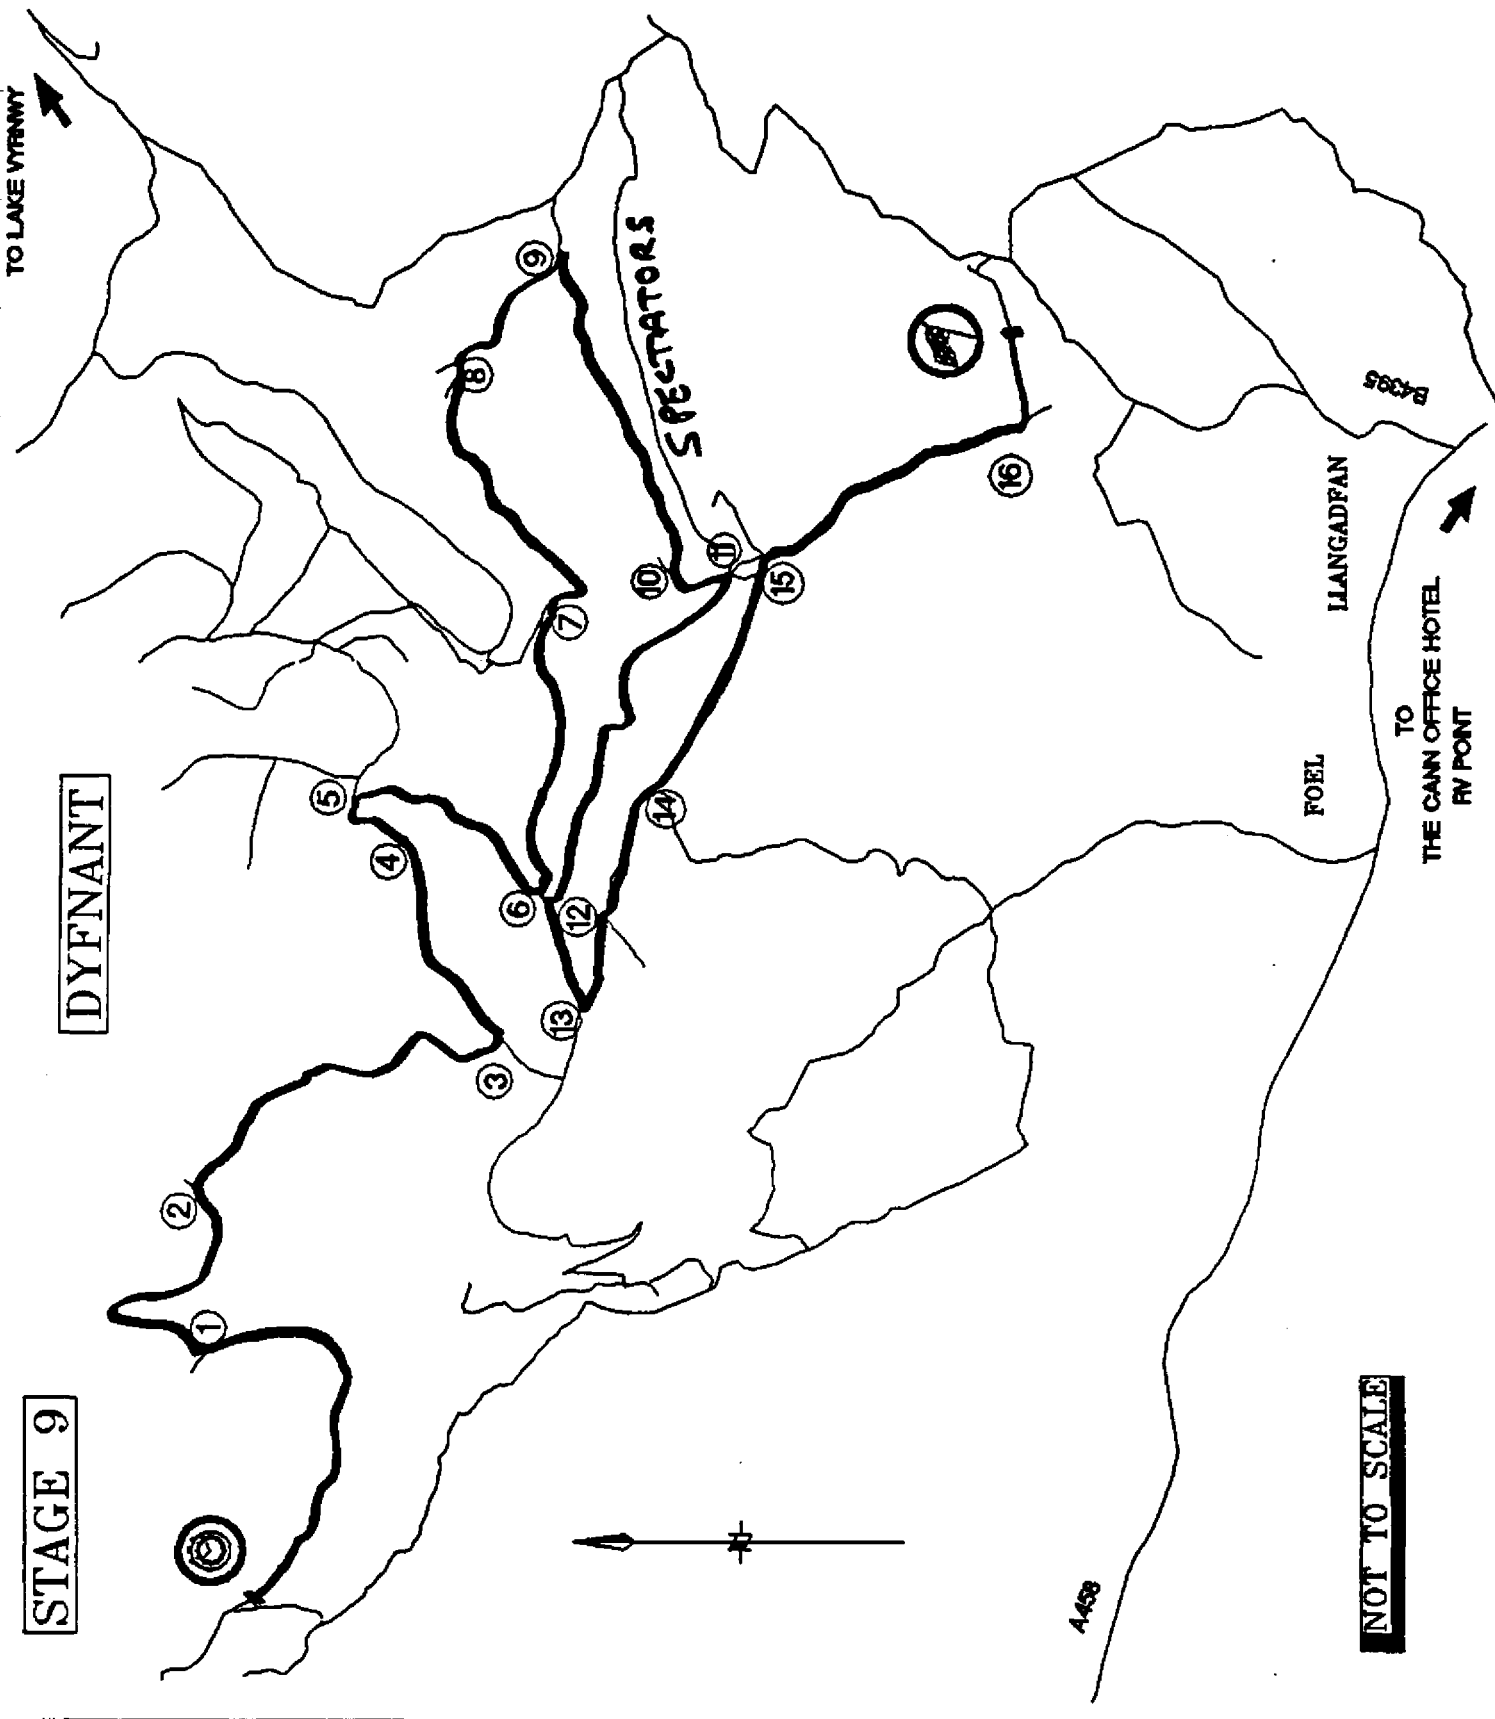 STAGE 9
DYFNANT
TO LAKE VYRNWY
1
2
3
4
5
6
7
8
9
10
11
12
13
14
15
16
SPECTATORS
B4395
LLANGADFAN
FOEL
A458
TO
THE CANN OFFICE HOTEL
RV POINT
NOT TO SCALE